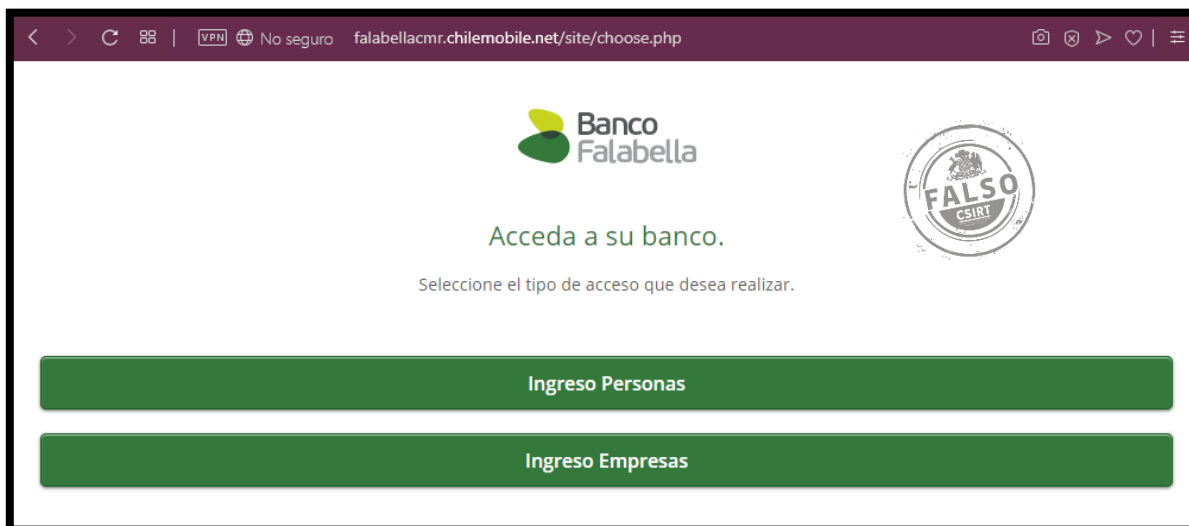 VPN No seguro falabellacmr.chilemobile.net/site/choose.php
Banco
Falabella
FALSO
CSIRT
Acceda a su banco.
Seleccione el tipo de acceso que desea realizar.
Ingreso Personas
Ingreso Empresas